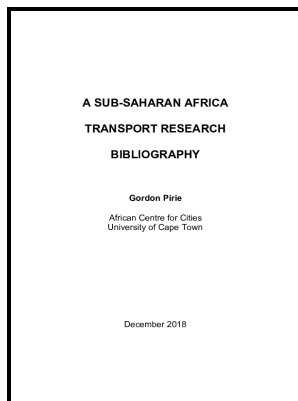 A SUB-SAHARAN AFRICA
TRANSPORT RESEARCH
BIBLIOGRAPHY
Gordon Pirie
African Centre for Cities
University of Cape Town
December 2018